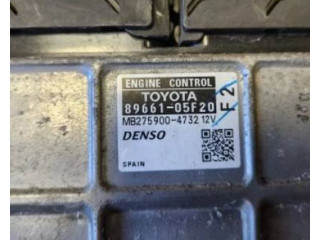 ENGINE CONTROL
TOYOTA
89661-05F20
MB275900-4732 12V
DENSO
SPAIN
F2